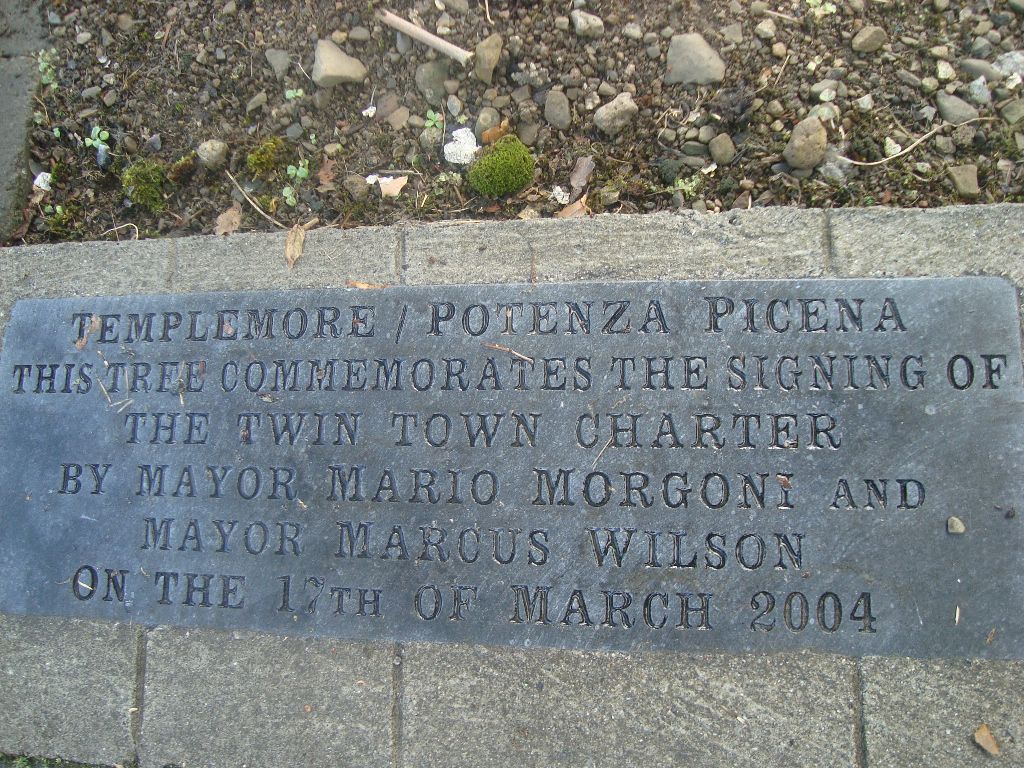 TEMPLEMORE / POTENZA PICENA
THIS TREE COMMEMORATES THE SIGNING OF
THE TWIN TOWN CHARTER
BY MAYOR MARIO MORGONI AND
MAYOR MARCUS WILSON
ON THE 17TH OF MARCH 2004